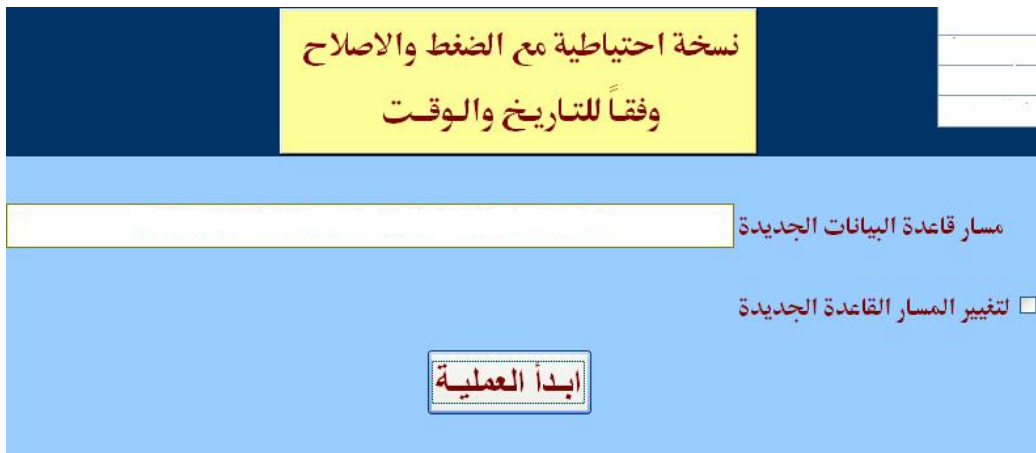 نسخة احتياطية مع الضغط والاصلاح
وفقاً للتاريخ والوقت
مسار قاعدة البيانات الجديدة
لتغيير المسار القاعدة الجديدة
ابدأ العملية